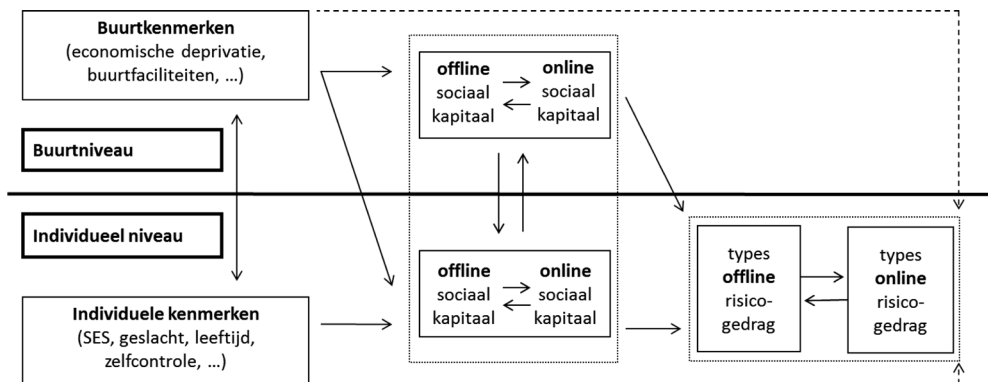 Buurtkenmerken
(economische deprivatie,
buurtfaciliteiten, ...)
offline online
sociaal sociaal
kapitaal kapitaal
Buurtniveau
Individueel niveau
offline online
sociaal sociaal
kapitaal kapitaal
types types
offline online
risico- risico-
gedrag gedrag
Individuele kenmerken
(SES, geslacht, leeftijd,
zelfcontrole, ...)